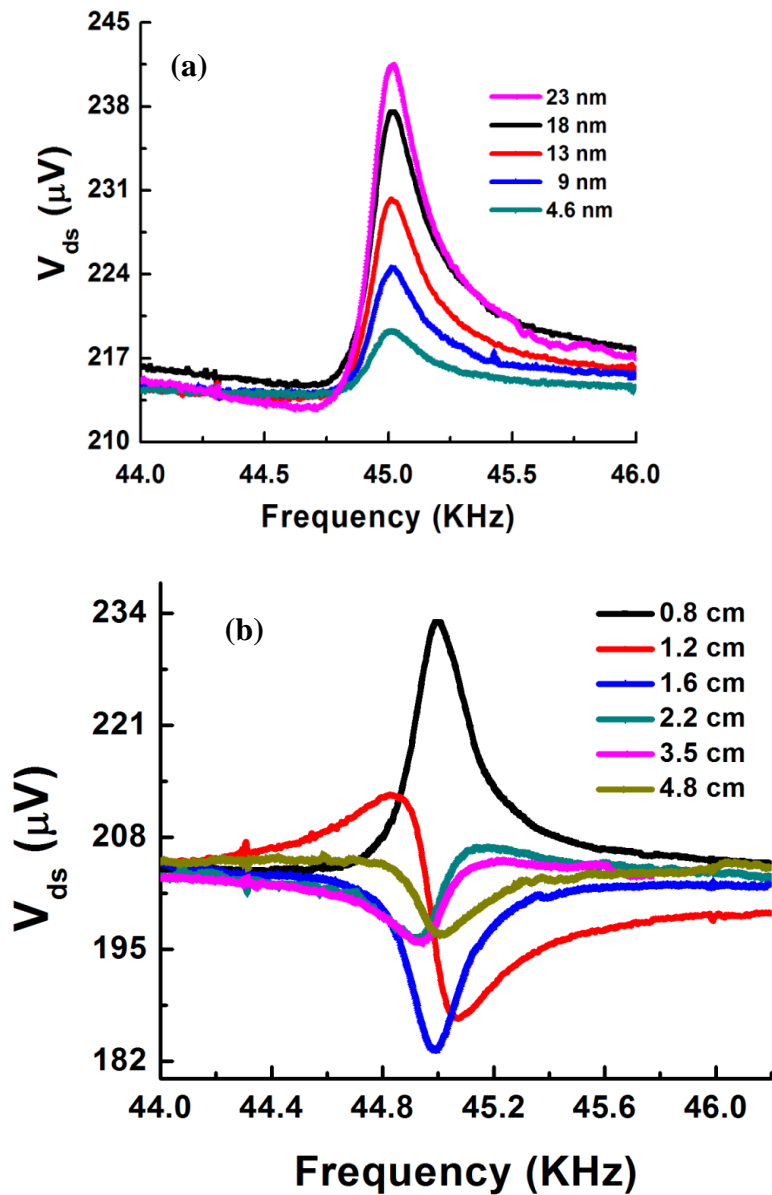 (a)
245
238
231
224
217
210
V ds (μV)
23 nm
18 nm
13 nm
9 nm
4.6 nm
44.0 44.5 45.0 45.5 46.0
Frequency (KHz)
(b)
234
221
208
195
182
V ds (μV)
0.8 cm
1.2 cm
1.6 cm
2.2 cm
3.5 cm
4.8 cm
44.0 44.4 44.8 45.2 45.6 46.0
Frequency (KHz)